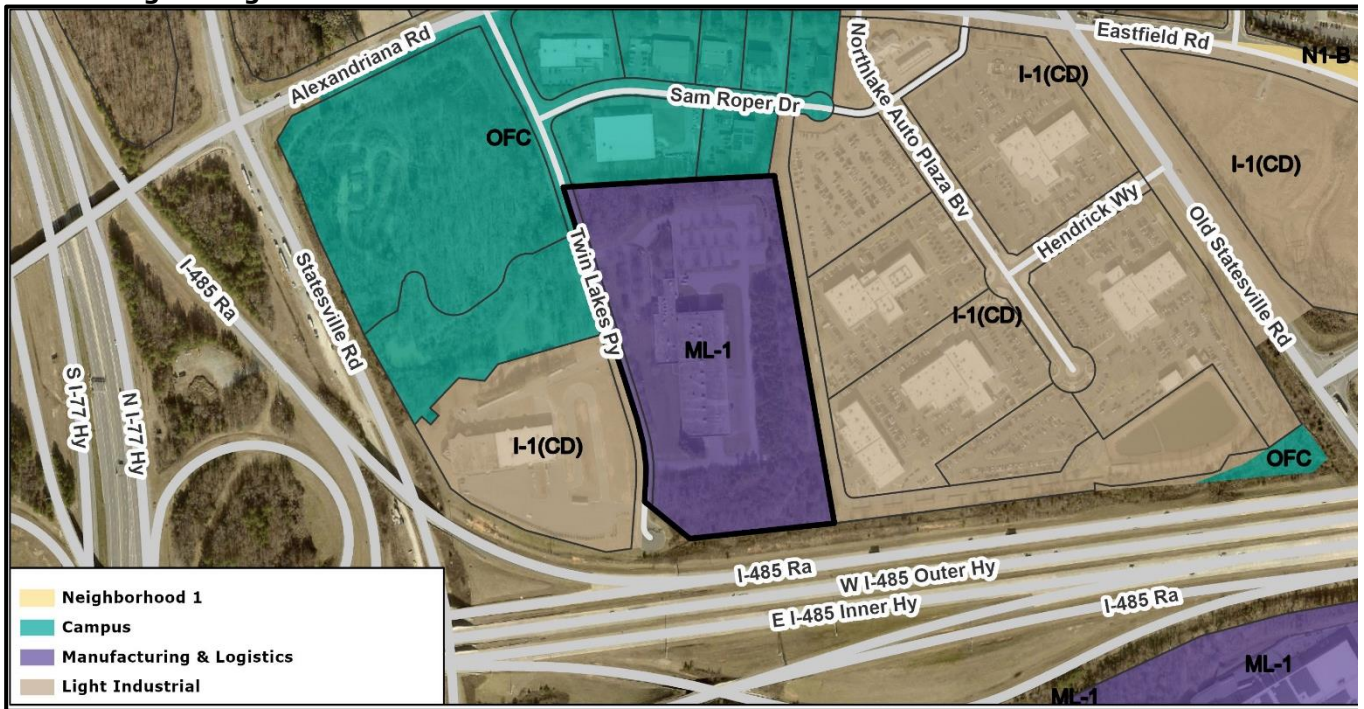 Alexandriana Rd
Eastfield Rd
N1-B
I-1(CD)
Northlake Auto Plaza Bv
Sam Roper Dr
OFC
I-1(CD)
Hendrick Wy
Old Statesville Rd
Statesville Rd
I-485 Ra
Twin Lakes Py
I-1(CD)
ML-1
S I-77 Hy
N I-77 Hy
I-1(CD)
OFC
I-485 Ra
W I-485 Outer Hy
E I-485 Inner Hy
I-485 Ra
ML-1
ML-1
Neighborhood 1
Campus
Manufacturing & Logistics
Light Industrial